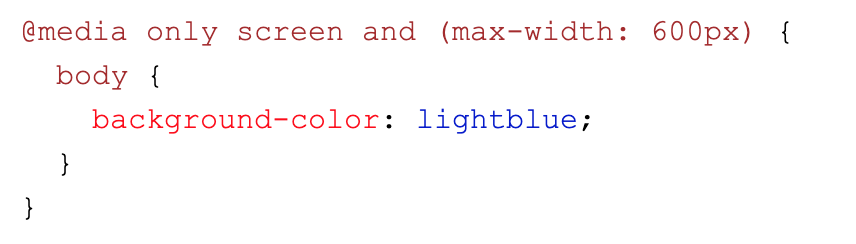 @media only screen and (max-width: 600px) {
  body {
    background-color: lightblue;
  }
}